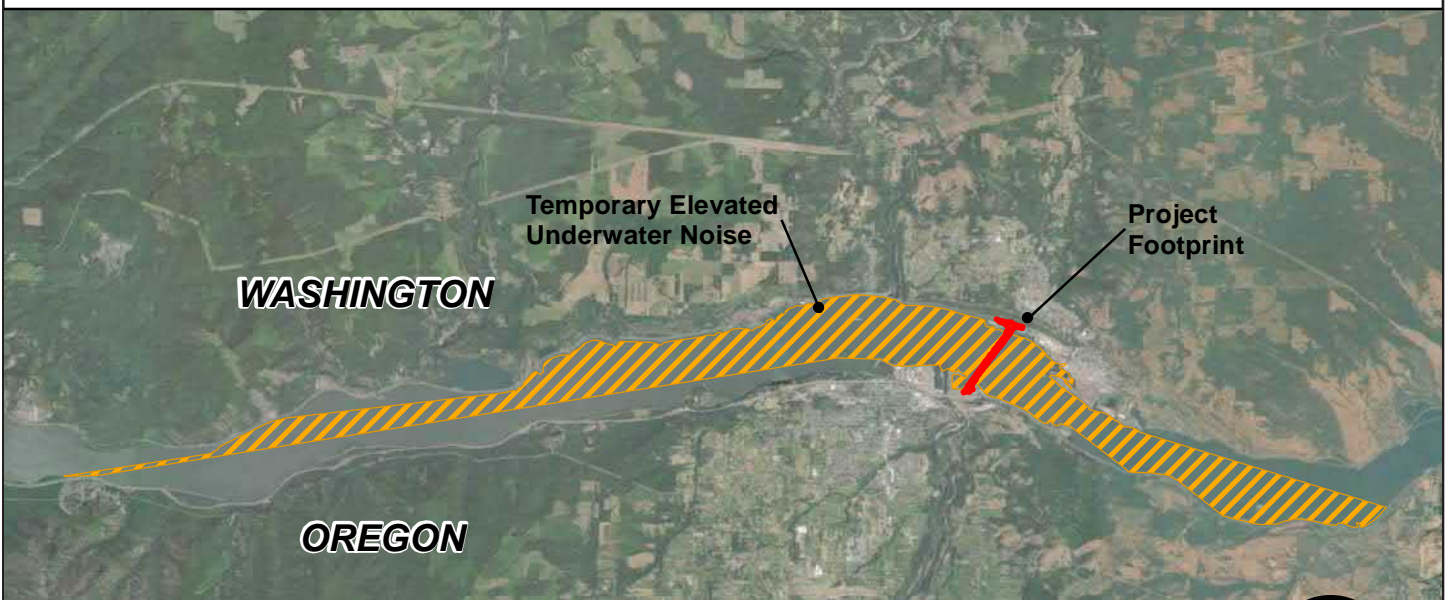 Temporary Elevated
Underwater Noise
Project
Footprint
WASHINGTON
OREGON